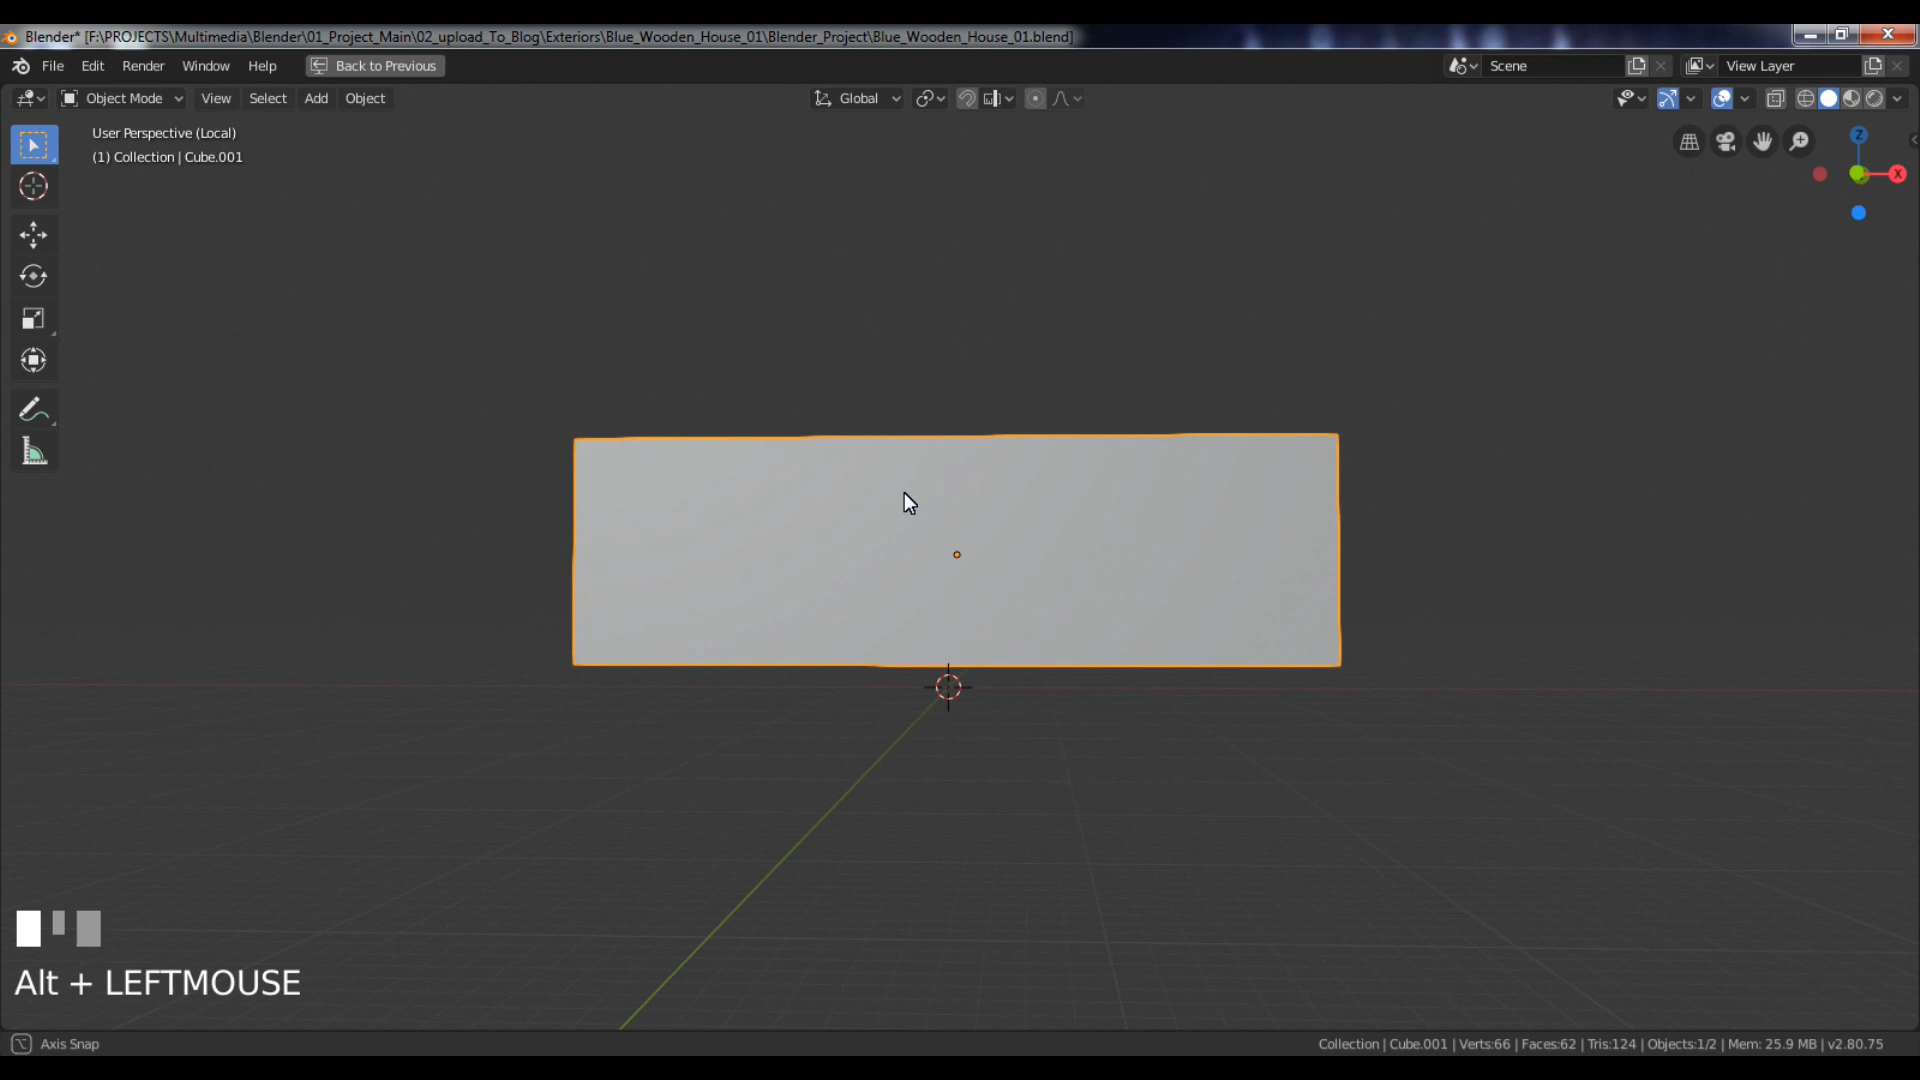 Blender* [F:\PROJECTS\Multimedia\Blender\01_Project_Main\02_upload_To_Blog\Exteriors\Blue_Wooden_House_01\Blender_Project\Blue_Wooden_House_01.blend]
File Edit Render Window Help Back to Previous Scene View Layer
Object Mode View Select Add Object Global
User Perspective (Local)
(1) Collection | Cube.001
Z
X
Alt + LEFTMOUSE
Axis Snap Collection | Cube.001 | Verts:66 | Faces:62 | Tris:124 | Objects:1/2 | Mem: 25.9 MB | v2.80.75